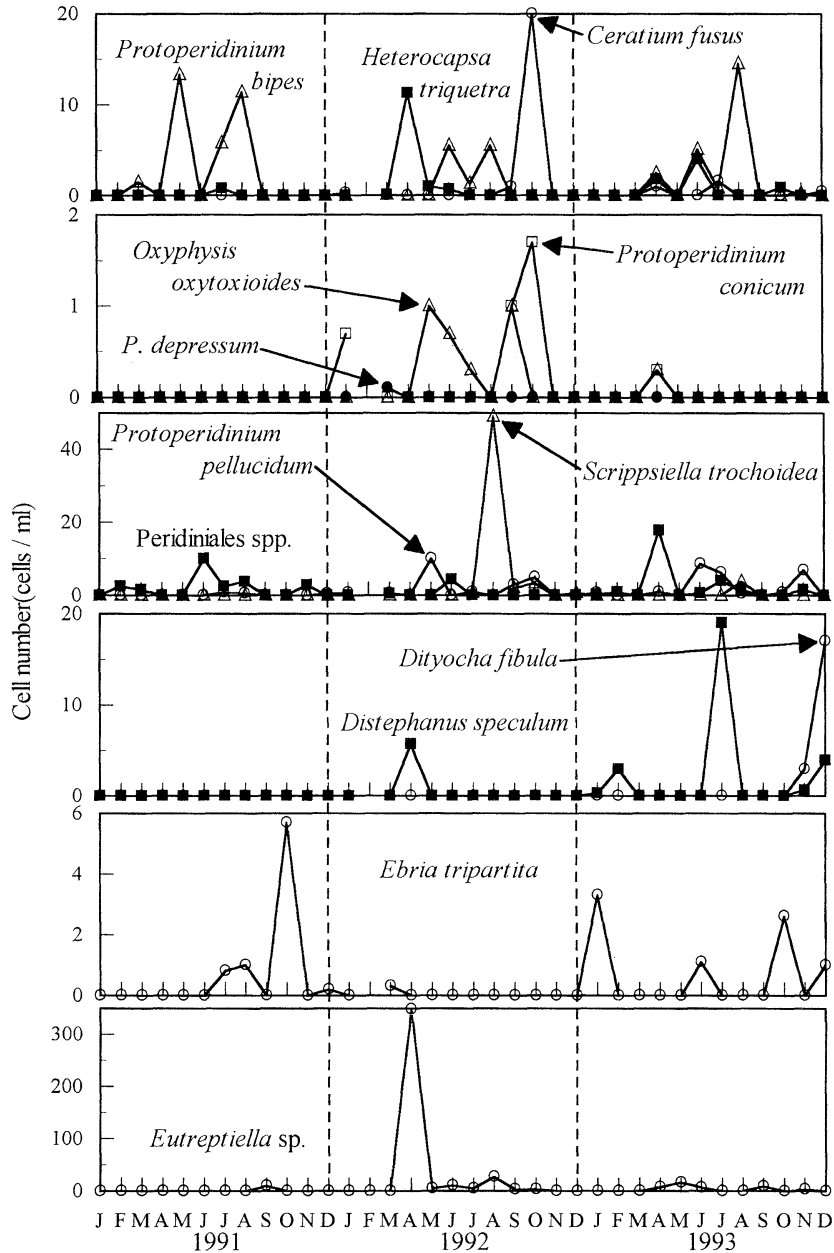 20
10
0
Protoperidinium
bipes
Heterocapsa
triquetra
Ceratium fusus
2
1
0
Oxyphysis
oxytoxioides
P. depressum
Protoperidinium
conicum
40
20
0
Protoperidinium
pellucidum
Peridiniales spp.
Scrippsiella trochoidea
Cell number(cells / ml)
20
10
0
Dityocha fibula
Distephanus speculum
6
4
2
0
Ebria tripartita
300
200
100
0
Eutreptiella sp.
J F M A M J J A S O N D J F M A M J J A S O N D J F M A M J J A S O N D
1991 1992 1993